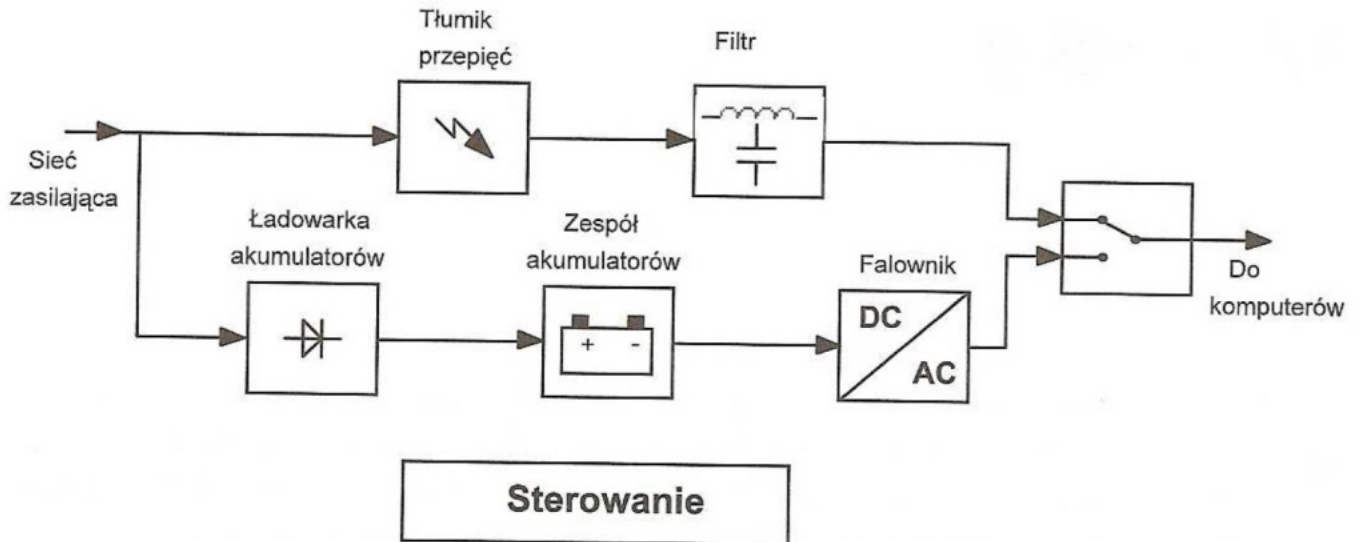 Tłumik
przepięć
Filtr
Sieć
zasilająca
Ładowarka
akumulatorów
Zespół
akumulatorów
+ -
Falownik
DC
AC
Do
komputerów
Sterowanie